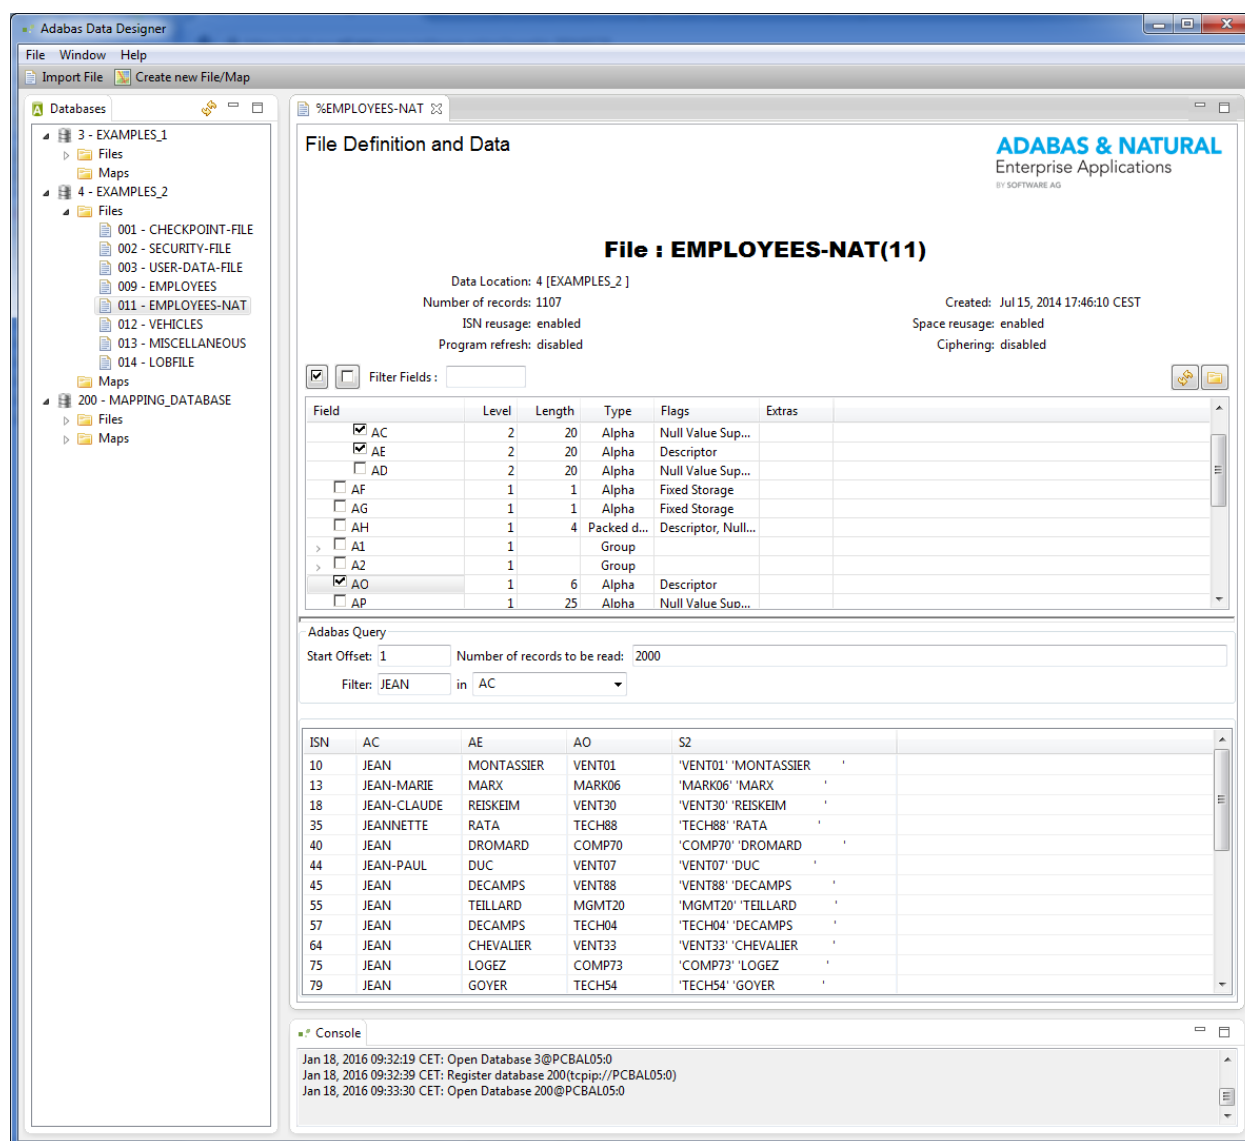 Adabas Data Designer
File Window Help
Import File Create new File/Map
Databases
3 - EXAMPLES_1
Files
Maps
4 - EXAMPLES_2
Files
001 - CHECKPOINT-FILE
002 - SECURITY-FILE
003 - USER-DATA-FILE
009 - EMPLOYEES
011 - EMPLOYEES-NAT
012 - VEHICLES
013 - MISCELLANEOUS
014 - LOBFILE
Maps
200 - MAPPING_DATABASE
Files
Maps
%EMPLOYEES-NAT
File Definition and Data
ADABAS & NATURAL
Enterprise Applications
BY SOFTWARE AG
File : EMPLOYEES-NAT(11)
Data Location: 4 [EXAMPLES_2 ]
Number of records: 1107 Created: Jul 15, 2014 17:46:10 CEST
ISN reusage: enabled Space reusage: enabled
Program refresh: disabled Ciphering: disabled
Filter Fields :
Field Level Length Type Flags Extras
AC 2 20 Alpha Null Value Sup...
AE 2 20 Alpha Descriptor
AD 2 20 Alpha Null Value Sup...
AF 1 1 Alpha Fixed Storage
AG 1 1 Alpha Fixed Storage
AH 1 4 Packed d... Descriptor, Null...
A1 1 Group
A2 1 Group
AO 1 6 Alpha Descriptor
AP 1 25 Alpha Null Value Sup...
Adabas Query
Start Offset: 1 Number of records to be read: 2000
Filter: JEAN in AC
ISN AC AE AO S2
10 JEAN MONTASSIER VENT01 'VENT01' 'MONTASSIER '
13 JEAN-MARIE MARX MARK06 'MARK06' 'MARX '
18 JEAN-CLAUDE REISKEIM VENT30 'VENT30' 'REISKEIM '
35 JEANNETTE RATA TECH88 'TECH88' 'RATA '
40 JEAN DROMARD COMP70 'COMP70' 'DROMARD '
44 JEAN-PAUL DUC VENT07 'VENT07' 'DUC '
45 JEAN DECAMPS VENT88 'VENT88' 'DECAMPS '
55 JEAN TEILLARD MGMT20 'MGMT20' 'TEILLARD '
57 JEAN DECAMPS TECH04 'TECH04' 'DECAMPS '
64 JEAN CHEVALIER VENT33 'VENT33' 'CHEVALIER '
75 JEAN LOGEZ COMP73 'COMP73' 'LOGEZ '
79 JEAN GOYER TECH54 'TECH54' 'GOYER '
Console
Jan 18, 2016 09:32:19 CET: Open Database 3@PCBAL05:0
Jan 18, 2016 09:32:39 CET: Register database 200(tcpip://PCBAL05:0)
Jan 18, 2016 09:33:30 CET: Open Database 200@PCBAL05:0